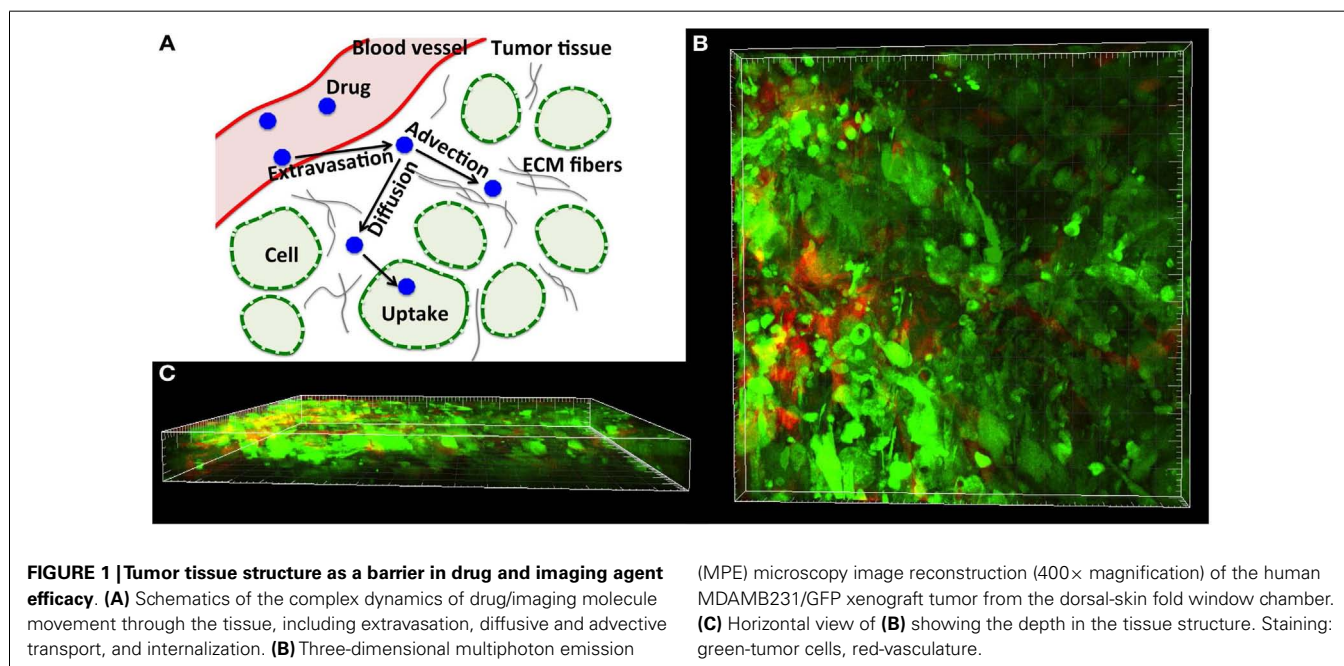 A
Blood vessel
Tumor tissue
Drug
Extravasation
Advection
Diffusion
ECM fibers
Cell
Uptake
B
C
FIGURE 1 | Tumor tissue structure as a barrier in drug and imaging agent
efficacy. (A) Schematics of the complex dynamics of drug/imaging molecule
movement through the tissue, including extravasation, diffusive and advective
transport, and internalization. (B) Three-dimensional multiphoton emission
(MPE) microscopy image reconstruction (400× magnification) of the human
MDAMB231/GFP xenograft tumor from the dorsal-skin fold window chamber.
(C) Horizontal view of (B) showing the depth in the tissue structure. Staining:
green-tumor cells, red-vasculature.